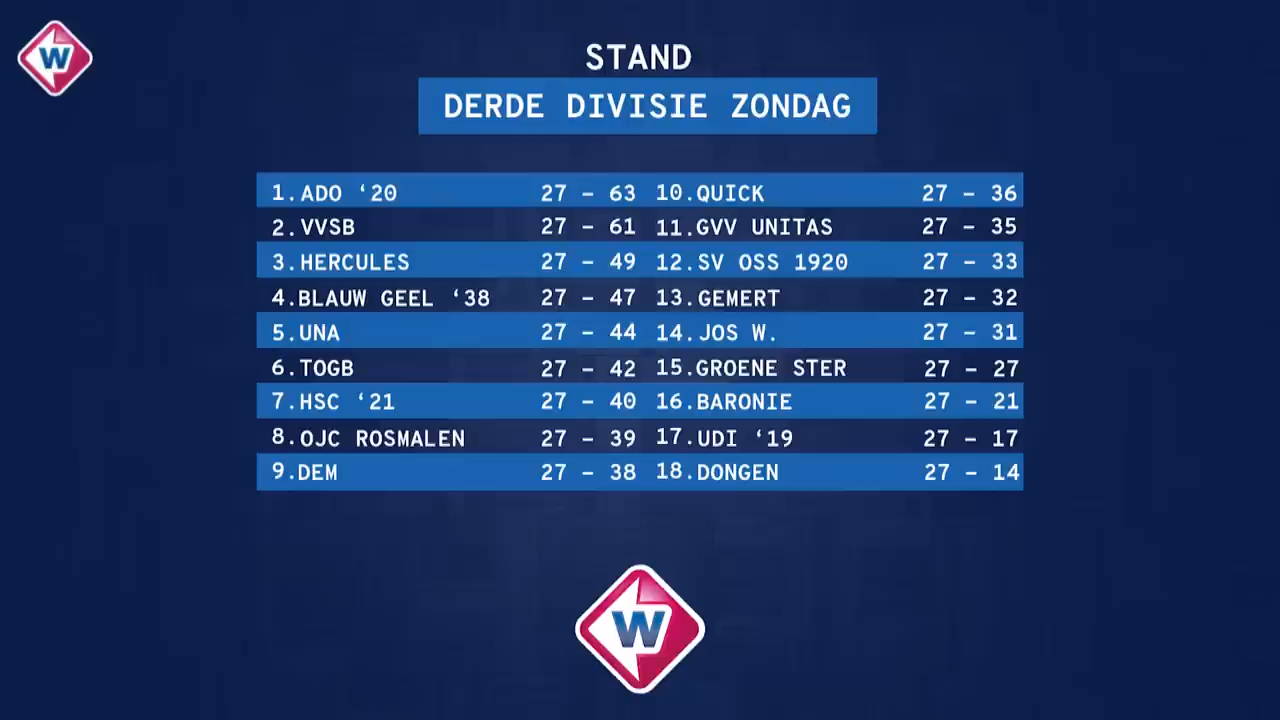 W
STAND
DERDE DIVISIE ZONDAG
1.ADO ‘20 27 – 63 10.QUICK 27 – 36
2.VVSB 27 – 61 11.GVV UNITAS 27 – 35
3.HERCULES 27 – 49 12.SV OSS 1920 27 – 33
4.BLAUW GEEL ‘38 27 – 47 13.GEMERT 27 – 32
5.UNA 27 – 44 14.JOS W. 27 – 31
6.TOGB 27 – 42 15.GROENE STER 27 – 27
7.HSC ‘21 27 – 40 16.BARONIE 27 – 21
8.OJC ROSMALEN 27 – 39 17.UDI ‘19 27 – 17
9.DEM 27 – 38 18.DONGEN 27 – 14
W